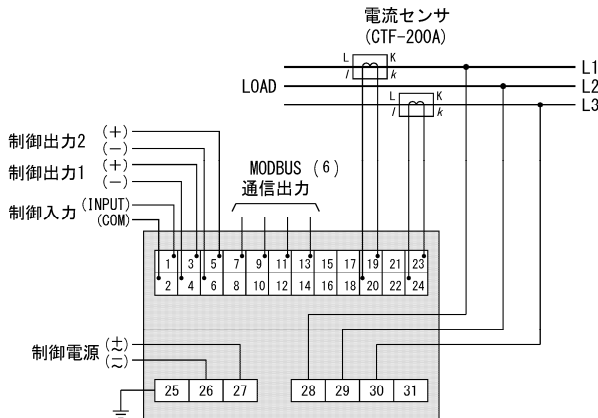 電流センサ
(CTF-200A)
L K
l k
L1
LOAD
L2
L K
l k
L3
制御出力2 (+)
(−)
制御出力1 (+)
(−)
制御入力 (INPUT)
(COM)
MODBUS (6)
通信出力
1 3 5 7 9 11 13 15 17 19 21 23
2 4 6 8 10 12 14 16 18 20 22 24
制御電源 (±)
(≂)
25 26 27
28 29 30 31